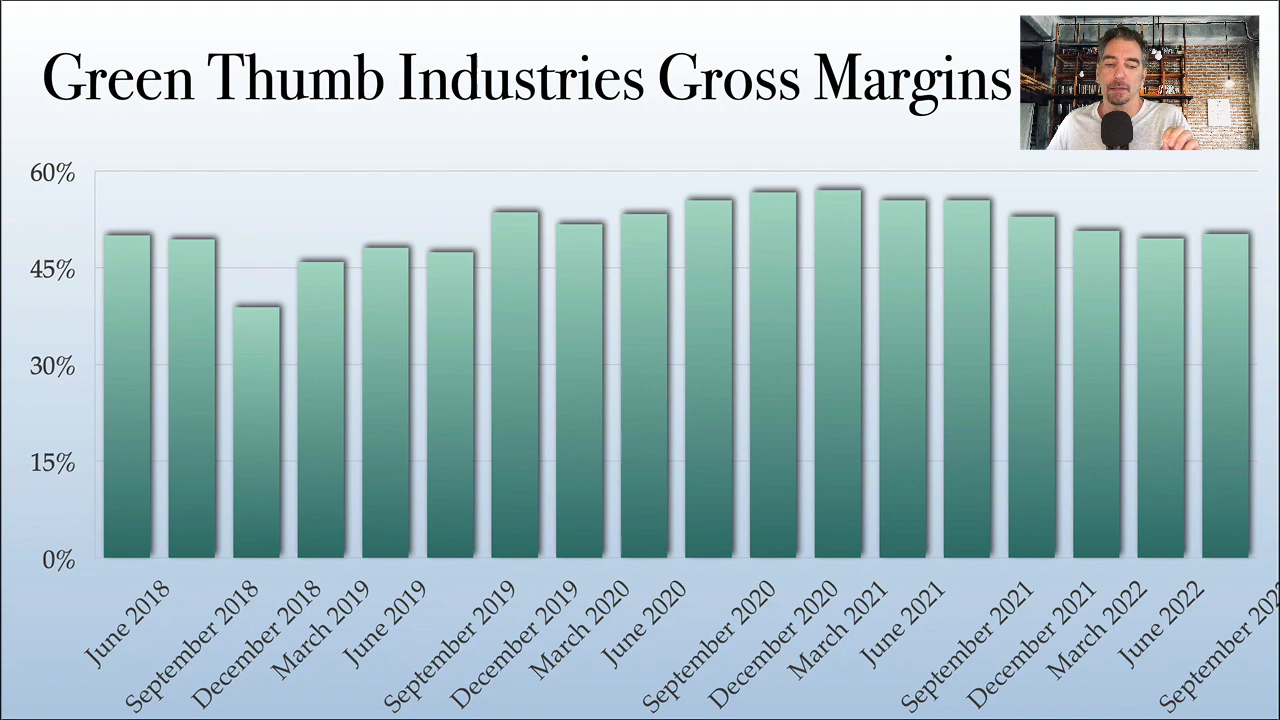 Green Thumb Industries Gross Margins
60%
45%
30%
15%
0%
June 2018
September 2018
December 2018
March 2019
June 2019
September 2019
December 2019
March 2020
June 2020
September 2020
December 2020
March 2021
June 2021
September 2021
December 2021
March 2022
June 2022
September 202